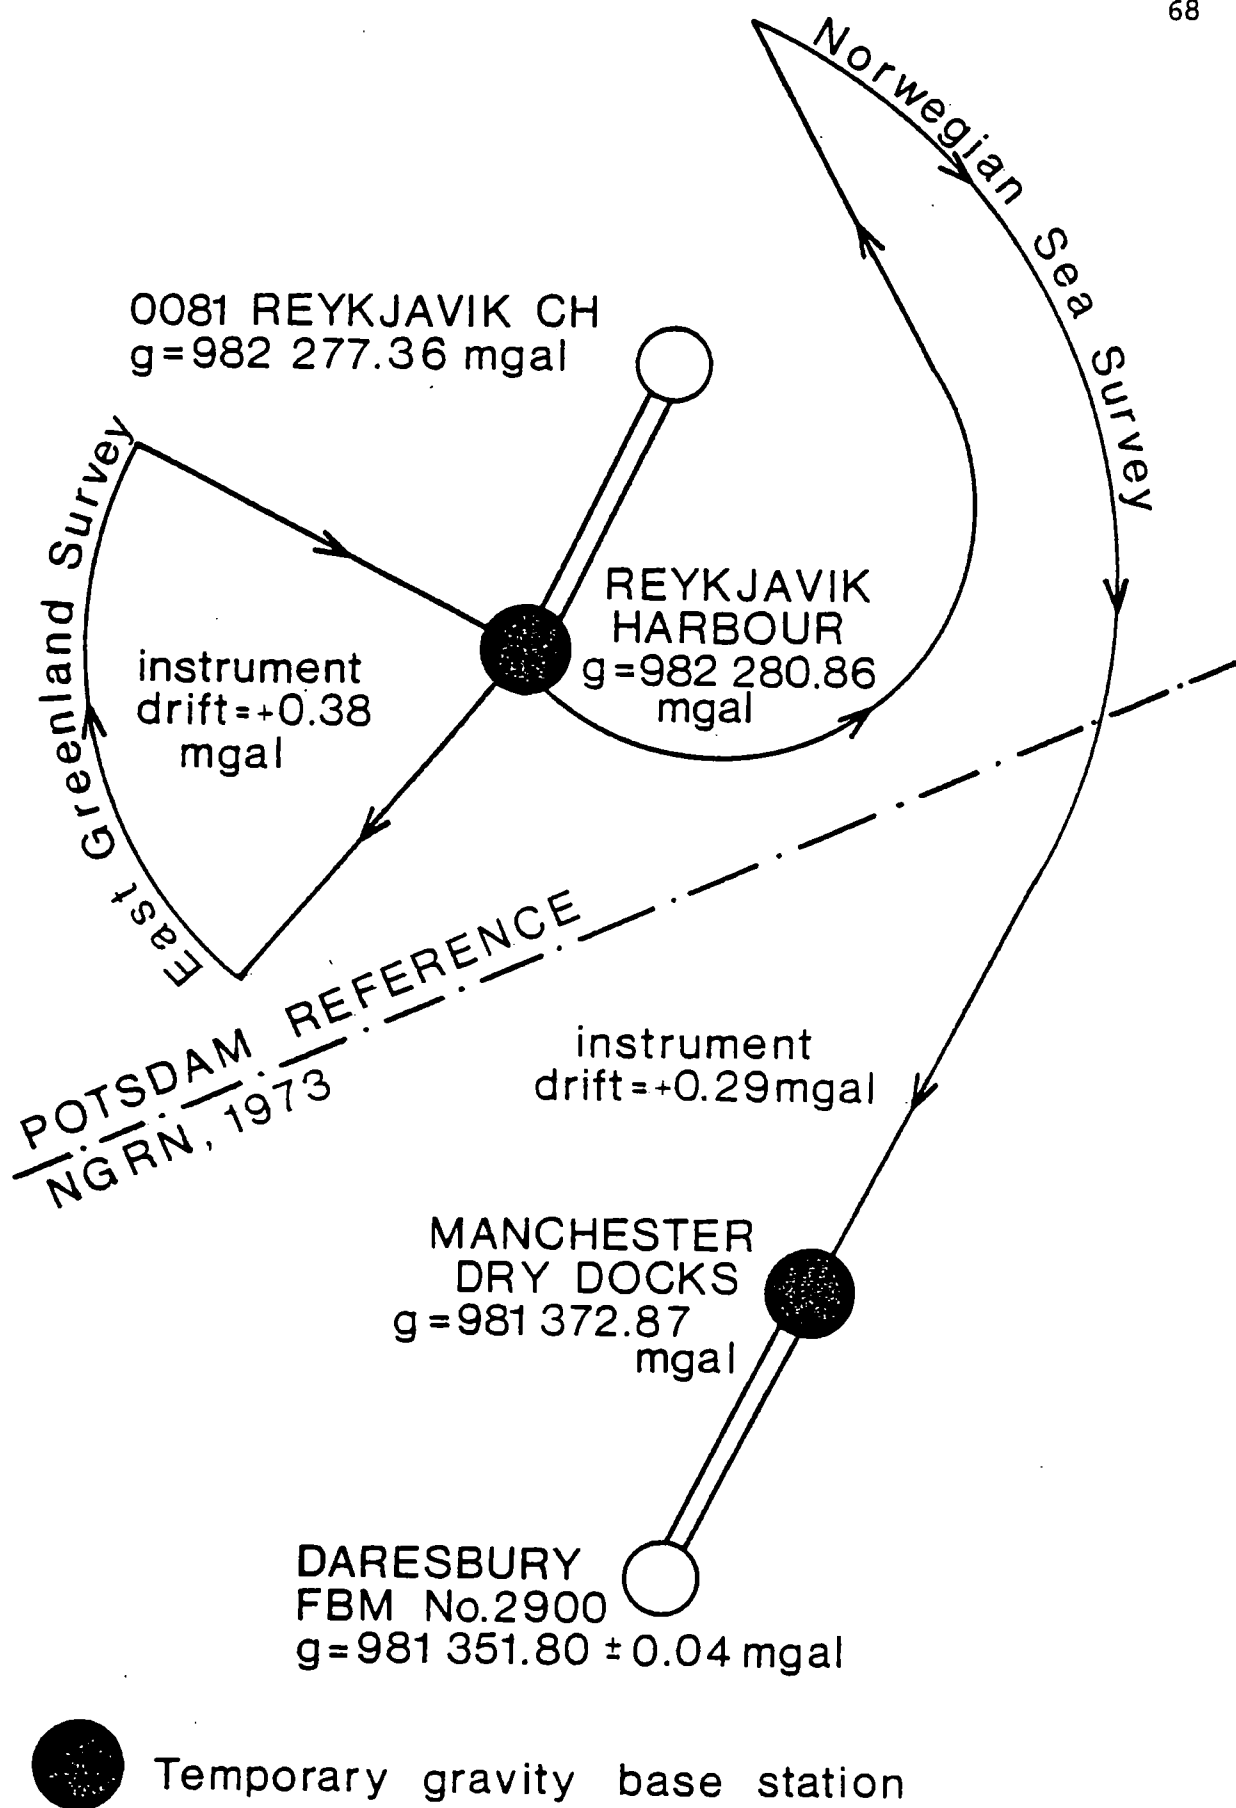 68
Norwegian Sea Survey
0081 REYKJAVIK CH
g=982 277.36 mgal
East Greenland Survey
REYKJAVIK
HARBOUR
g=982 280.86
mgal
instrument
drift=+0.38
mgal
POTSDAM REFERENCE
NGRN, 1973
instrument
drift=+0.29mgal
MANCHESTER
DRY DOCKS
g=981 372.87
mgal
DARESBURY
FBM No.2900
g=981 351.80 ±0.04 mgal
Temporary gravity base station